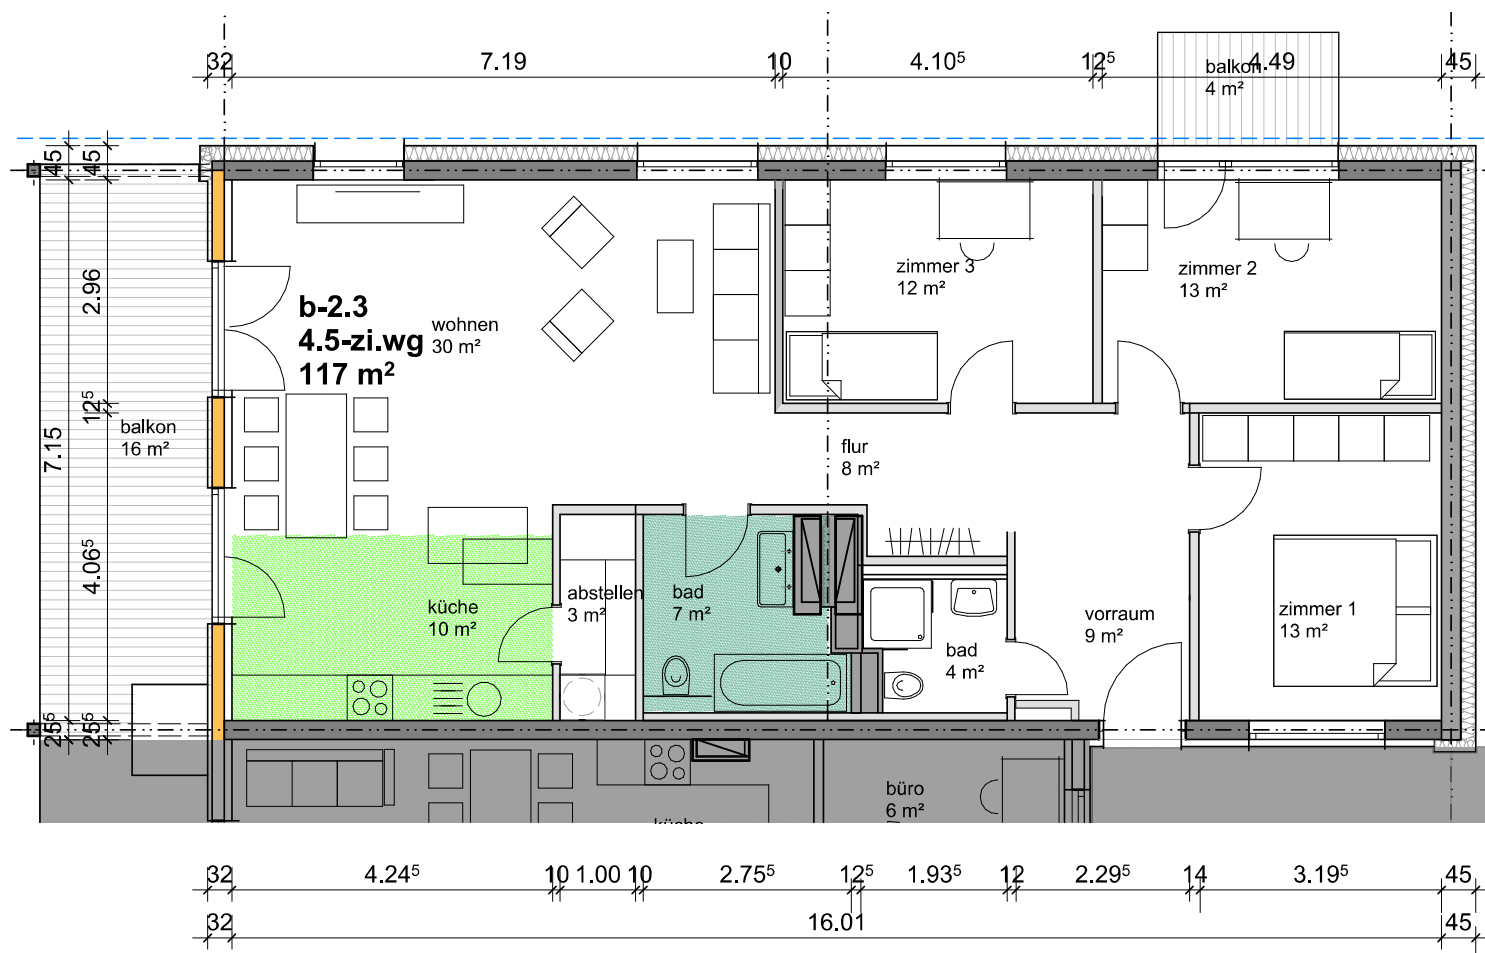 32 7.19 10 4.10⁵ 12⁵ 4.49 45
balkon
4 m²
45 45
2.96
12⁵
7.15
4.06⁵
25⁵ 25⁵
balkon
16 m²
b-2.3
4.5-zi.wg
117 m²
wohnen
30 m²
zimmer 3
12 m²
zimmer 2
13 m²
flur
8 m²
küche
10 m²
abstellen
3 m²
bad
7 m²
bad
4 m²
vorraum
9 m²
zimmer 1
13 m²
büro
6 m²
küche
32 4.24⁵ 10 1.00 10 2.75⁵ 12⁵ 1.93⁵ 12 2.29⁵ 14 3.19⁵ 45
32 16.01 45